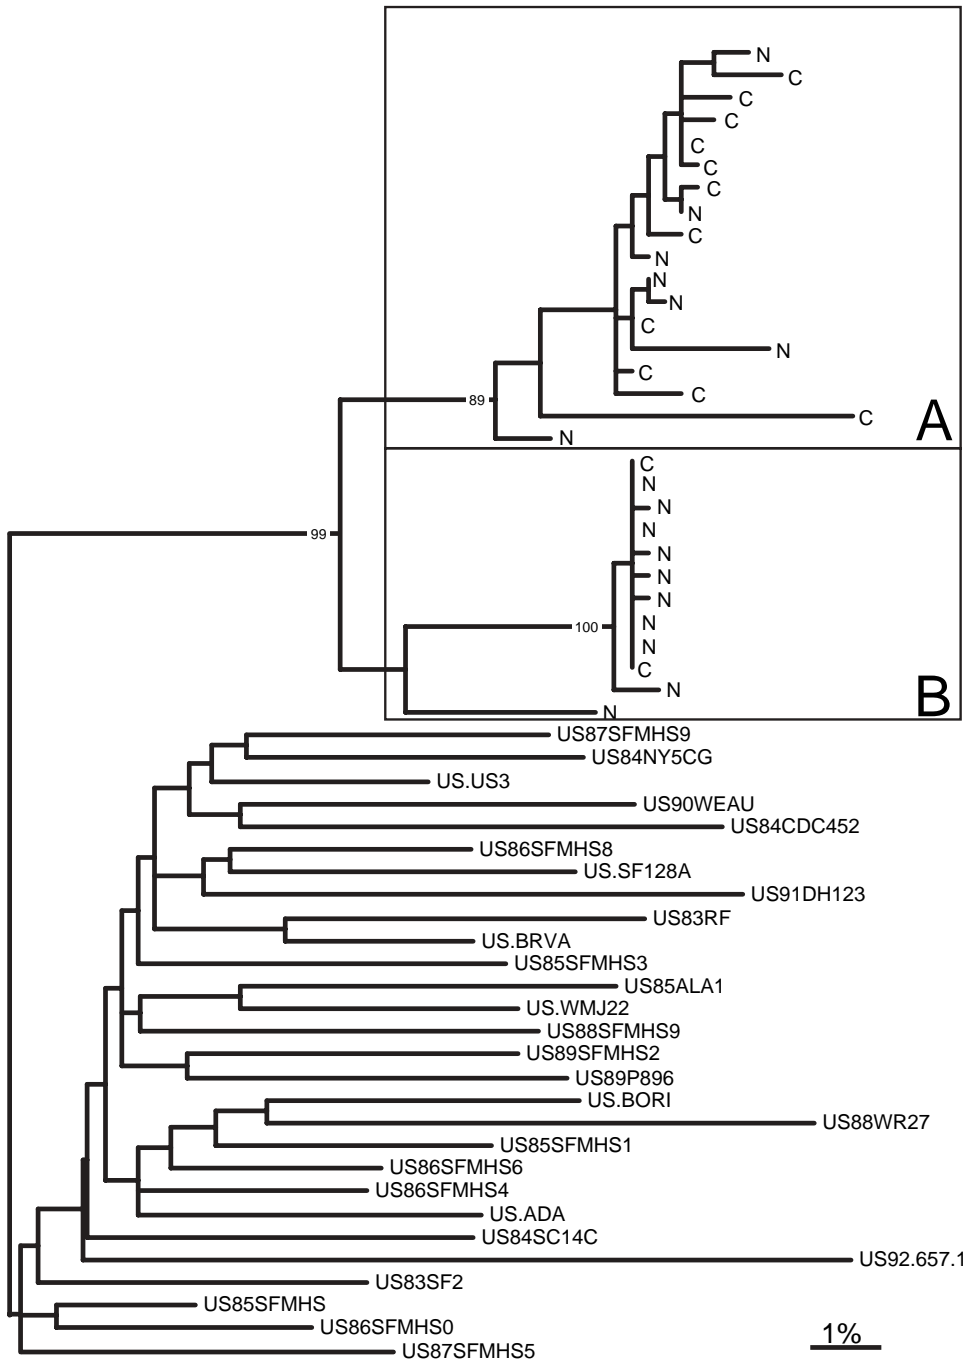 N
C
C
C
C
C
C
N
C
N
N
N
C
N
C
C
89
C
A
N
C
N
N
N
99
N
N
N
100
N
N
C
N
B
N
US87SFMHS9
US84NY5CG
US.US3
US90WEAU
US84CDC452
US86SFMHS8
US.SF128A
US91DH123
US83RF
US.BRVA
US85SFMHS3
US85ALA1
US.WMJ22
US88SFMHS9
US89SFMHS2
US89P896
US.BORI
US88WR27
US85SFMHS1
US86SFMHS6
US86SFMHS4
US.ADA
US84SC14C
US92.657.1
US83SF2
US85SFMHS
US86SFMHS0
1%
US87SFMHS5